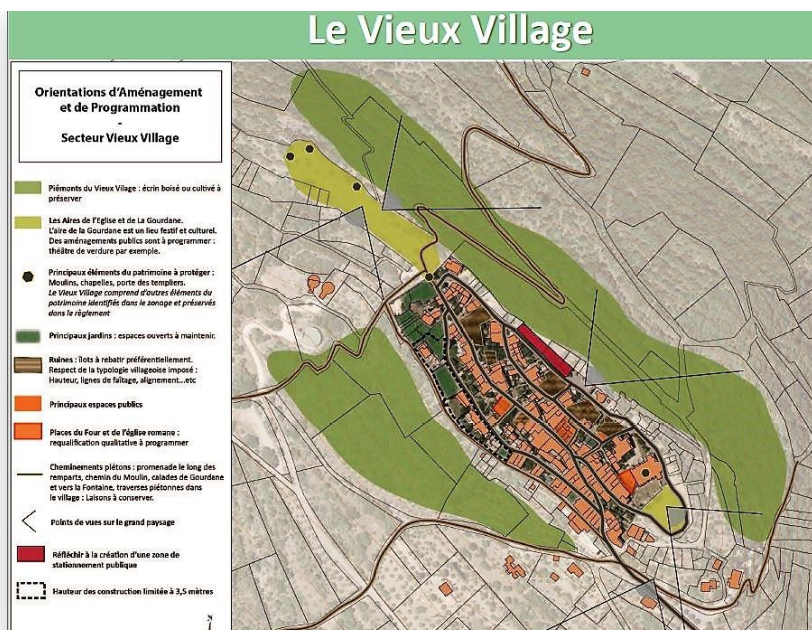 Le Vieux Village
Orientations d'Aménagement
et de Programmation
-
Secteur Vieux Village
Piémonts du Vieux Vilage : écrin boisé ou cultivé à
préserver
Les Aires de l'Eglise et de La Gourdane.
L'aire de la Gourdane est un lieu festif et culturel.
Des aménagements publics sont à programmer :
théâtre de verdure par exemple.
Principaux éléments du patrimoine à protéger :
Moulins, chapelles, porte des templiers.
Le Vieux Village comprend d'autres éléments du
patrimoine identifiés dans le zonage et préservés
dans le règlement
Principaux jardins : espaces ouverts à maintenir.
Ruines : îlots à rebatir préférentiellement.
Respect de la typologie villageoise imposé :
Hauteur, lignes de faîtage, alignement...etc
Principaux espaces publics
Places du Four et de l'église romane :
requalification qualitative à programmer
Cheminements piétons : promenade le long des
remparts, chemin du Moulin, calades de Gourdane
et vers la Fontaine, traverses piétonnes dans
le village : Laisons à conserver.
Points de vues sur le grand paysage
Réfléchir à la création d'une zone de
stationnement publique
Hauteur des construction limitée à 3,5 mètres
N